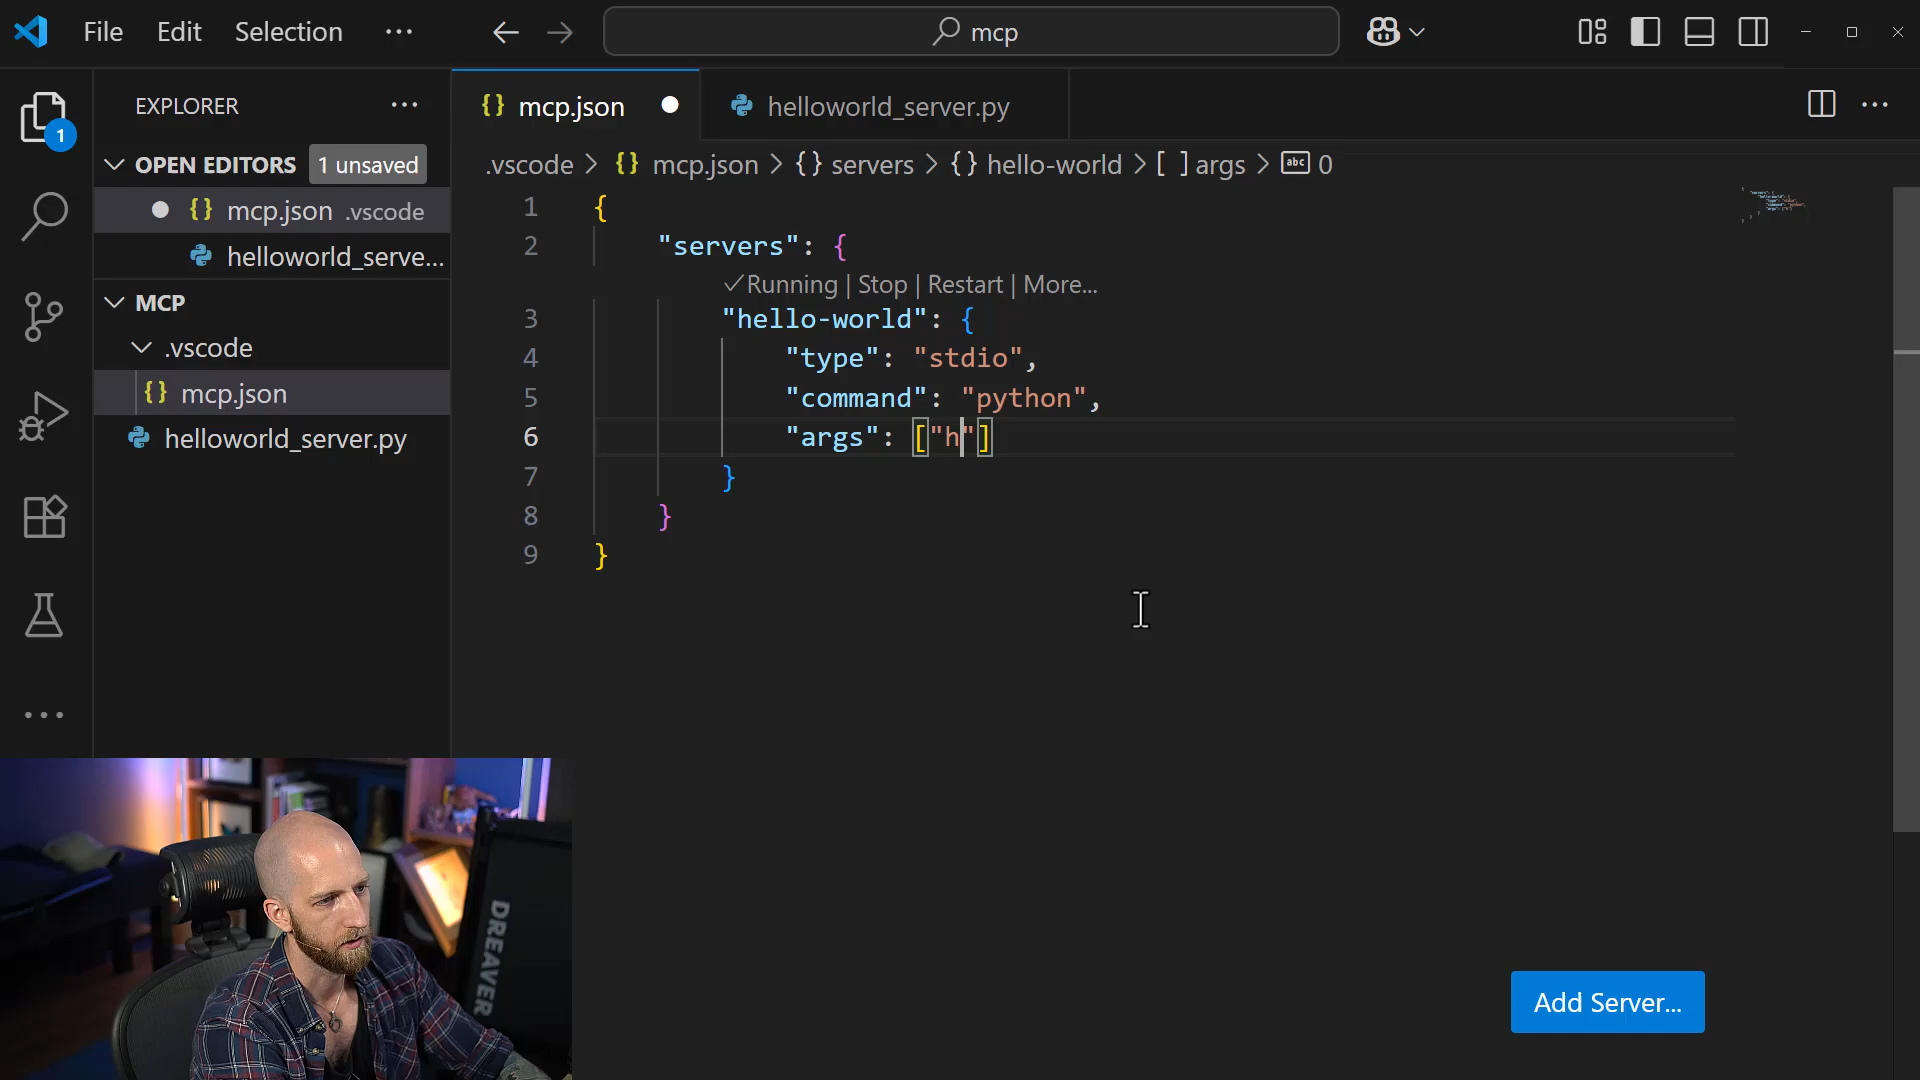 File Edit Selection ···
mcp
EXPLORER ···
OPEN EDITORS 1 unsaved
mcp.json .vscode
helloworld_serve...
MCP
.vscode
mcp.json
helloworld_server.py
1
mcp.json
helloworld_server.py
.vscode > {} mcp.json > {} servers > {} hello-world > [ ] args > abc 0
1 {
2 "servers": {
✓Running | Stop | Restart | More...
3 "hello-world": {
4 "type": "stdio",
5 "command": "python",
6 "args": ["h"]
7 }
8 }
9 }
Add Server...
DREAVER